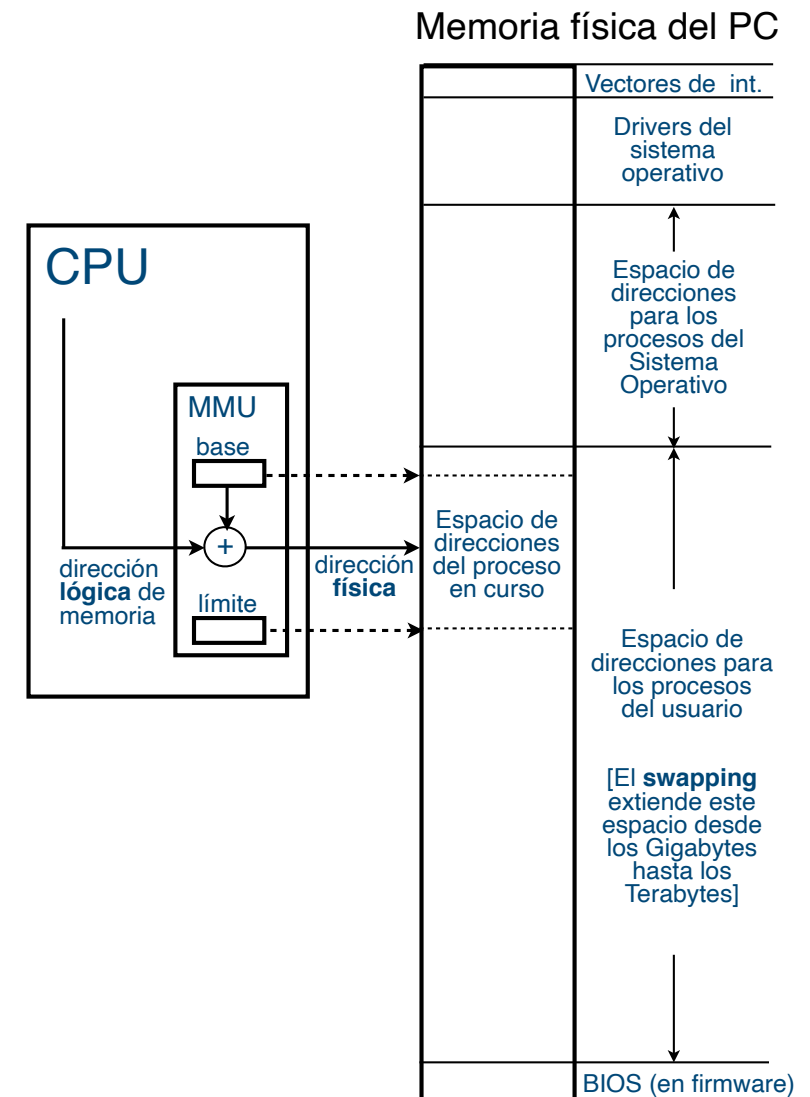 Memoria física del PC
Vectores de int.
Drivers del
sistema
operativo
Espacio de
direcciones
para los
procesos del
Sistema
Operativo
CPU
MMU
base
+
dirección
lógica de
memoria
límite
dirección
física
Espacio de
direcciones
del proceso
en curso
Espacio de
direcciones para
los procesos
del usuario
[El swapping
extiende este
espacio desde
los Gigabytes
hasta los
Terabytes]
BIOS (en firmware)